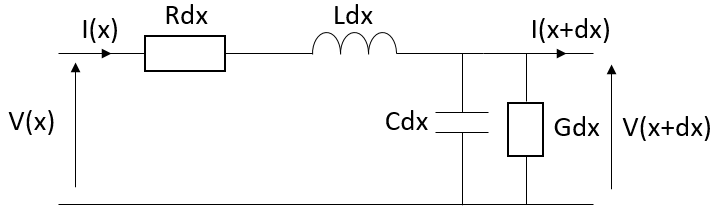 I(x)
Rdx
Ldx
I(x+dx)
V(x)
Cdx
Gdx
V(x+dx)